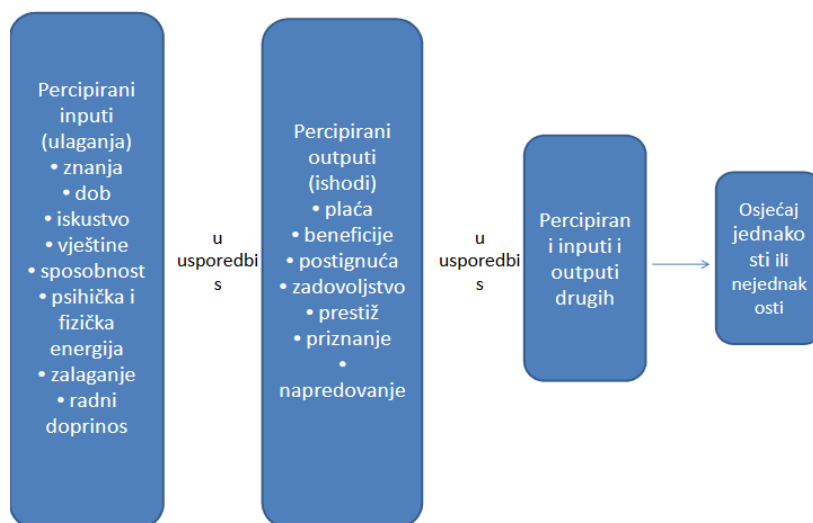 Percipirani
inputi
(ulaganja)
• znanja
• dob
• iskustvo
• vještine
• sposobnost
• psihička i
fizička
energija
• zalaganje
• radni
doprinos
u
usporedbi
s
Percipirani
outputi
(ishodi)
• plaća
• beneficije
• postignuća
• zadovoljstvo
• prestiž
• priznanje
•
napredovanje
u
usporedbi
s
Percipiran
i inputi i
outputi
drugih
Osjećaj
jednako
sti ili
nejednak
osti